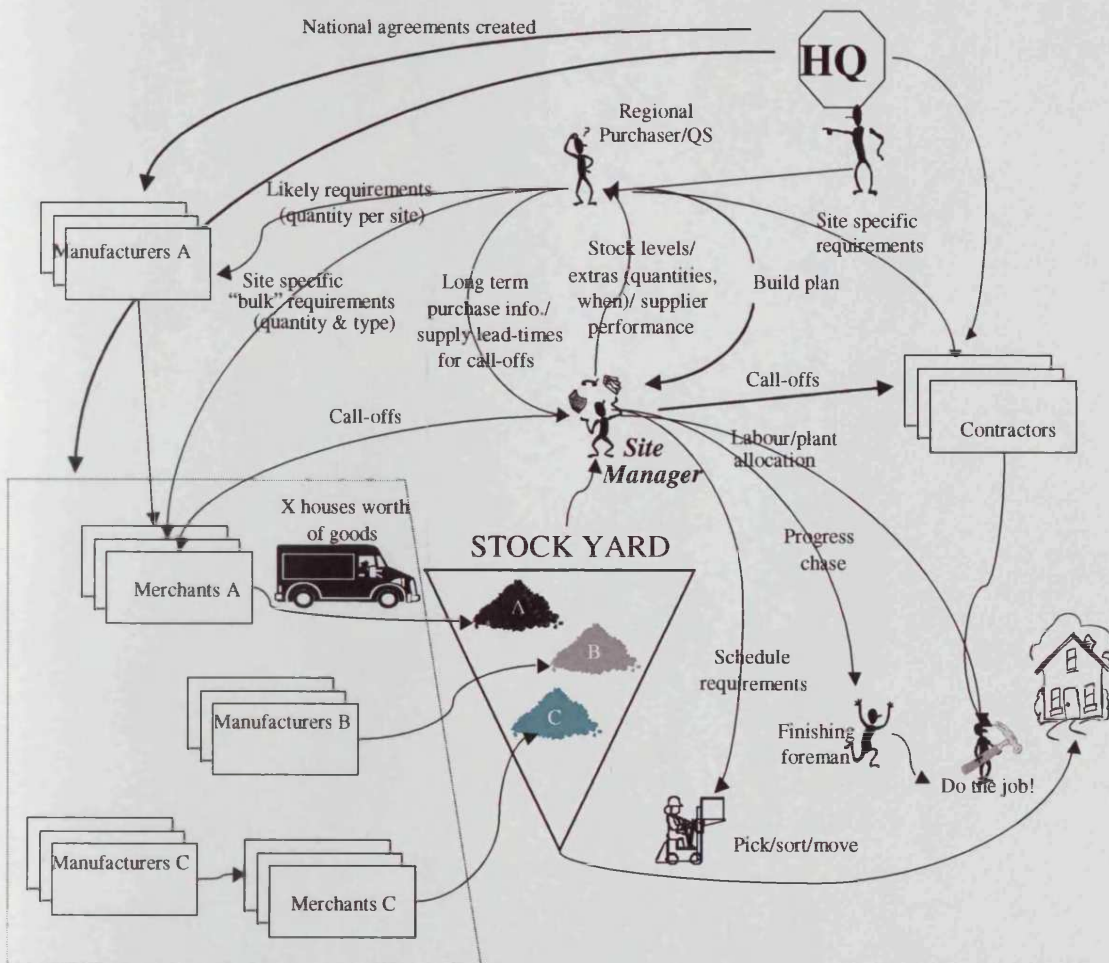 National agreements created
HQ
Regional
Purchaser/QS
Likely requirements
(quantity per site)
Manufacturers A
Site specific
"bulk" requirements
(quantity & type)
Long term
purchase info./
supply lead-times
for call-offs
Stock levels/
extras (quantities,
when)/ supplier
performance
Build plan
Site specific
requirements
Call-offs
Call-offs
Contractors
Site
Manager
Labour/plant
allocation
X houses worth
of goods
STOCK YARD
Progress
chase
Merchants A
A
B
C
Manufacturers B
Schedule
requirements
Finishing
foreman
Do the job!
Pick/sort/move
Manufacturers C
Merchants C